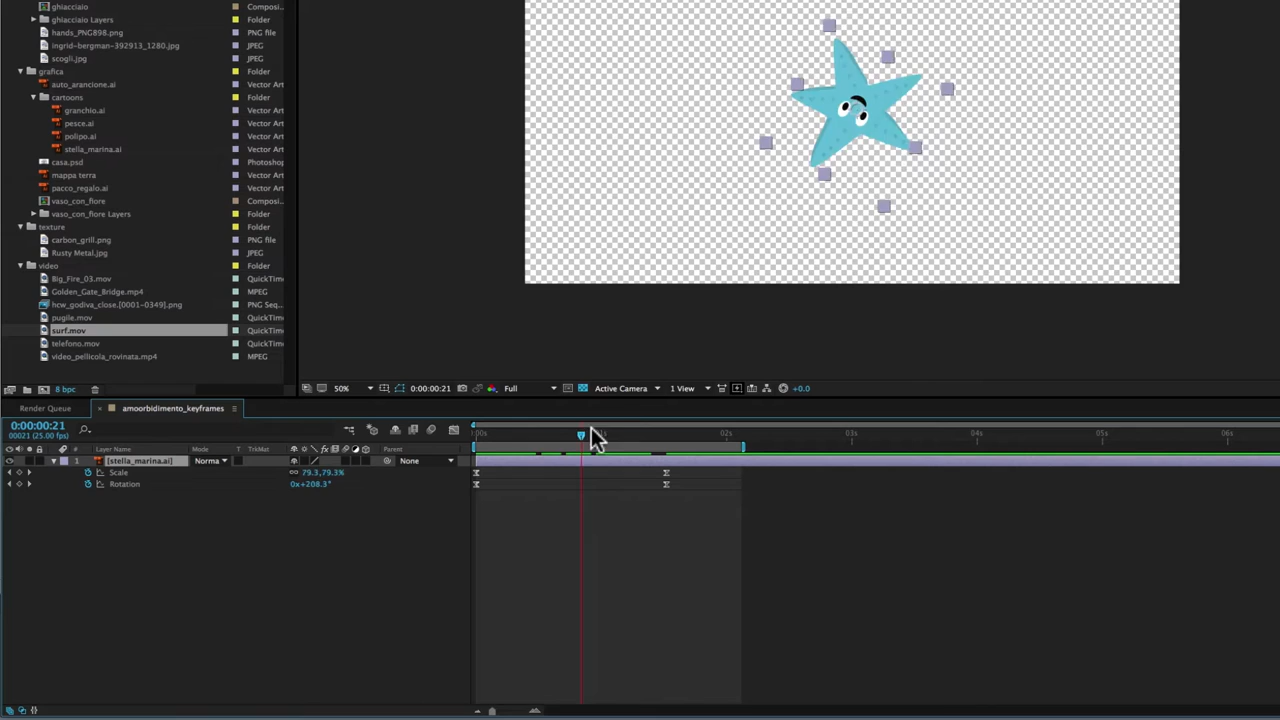 ghiacciaio Composi...
ghiacciaio Layers Folder
hands_PNG898.png PNG file
ingrid-bergman-392913_1280.jpg JPEG
scogli.jpg JPEG
grafica Folder
auto_arancione.ai Vector Art
cartoons Folder
granchio.ai Vector Art
pesce.ai Vector Art
polipo.ai Vector Art
stella_marina.ai Vector Art
casa.psd Photoshop
mappa terra Vector Art
pacco_regalo.ai Vector Art
vaso_con_fiore Composi...
vaso_con_fiore Layers Folder
texture Folder
carbon_grill.png PNG file
Rusty Metal.jpg JPEG
video Folder
Big_Fire_03.mov QuickTim
Golden_Gate_Bridge.mp4 MPEG
hcw_godiva_close.[0001-0349].png PNG Seq
pugile.mov QuickTim
surf.mov QuickTim
telefono.mov QuickTim
video_pellicola_rovinata.mp4 MPEG
8 bpc 50% 0:00:00:21 Full Active Camera 1 View +0.0
Render Queue × amoorbidimento_keyframes
0:00:00:21
00021 (25.00 fps)
:00s 02s 03s 04s 05s 06s
# Layer Name Mode T TrkMat Parent
1 [stella_marina.ai] Norma None
Scale 79.3,79.3%
Rotation 0x+208.3°